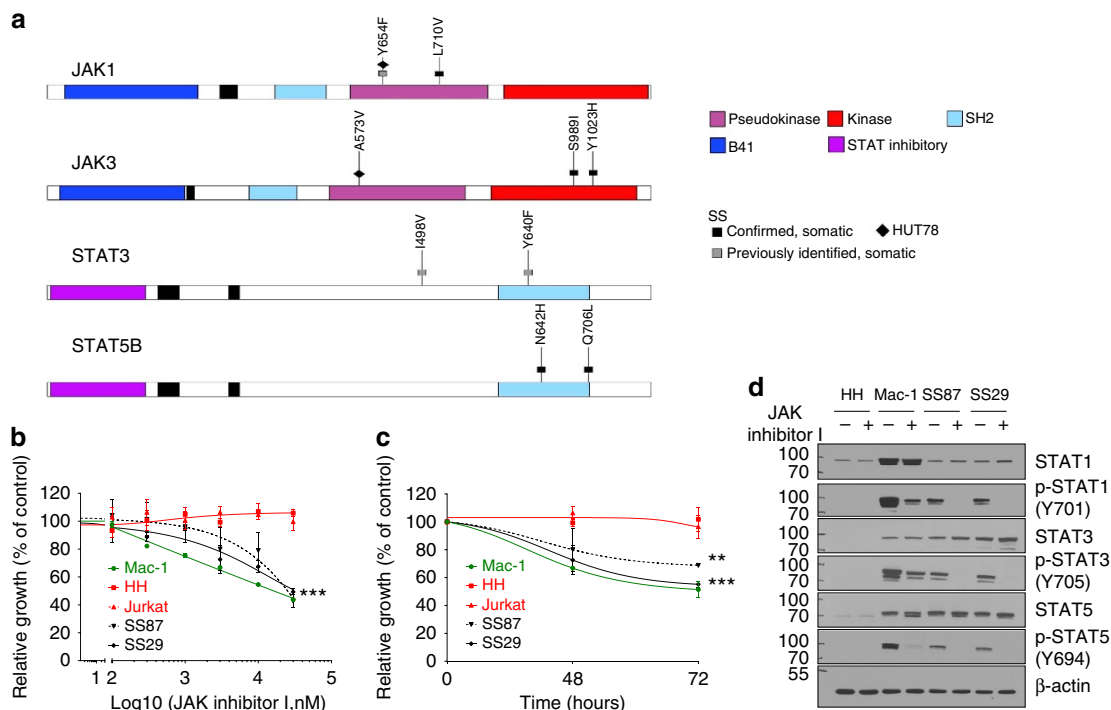 a
JAK1
Y654F
L710V
JAK3
A573V
S989I
Y1023H
STAT3
I498V
Y640F
STAT5B
N642H
Q706L
Pseudokinase
Kinase
SH2
B41
STAT inhibitory
SS
Confirmed, somatic
HUT78
Previously identified, somatic
b
Relative growth (% of control)
120
100
80
60
40
20
0
Mac-1
HH
Jurkat
SS87
SS29
***
1 2 2 3 4 5
Log10 (JAK inhibitor I,nM)
c
Relative growth (% of control)
120
100
80
60
40
20
0
Mac-1
HH
Jurkat
SS87
SS29
**
***
0 48 72
Time (hours)
d
HH Mac-1 SS87 SS29
JAK inhibitor I
– + – + – + – +
100
70
STAT1
100
70
p-STAT1
(Y701)
100
70
STAT3
100
70
p-STAT3
(Y705)
100
70
STAT5
100
70
p-STAT5
(Y694)
55
β-actin